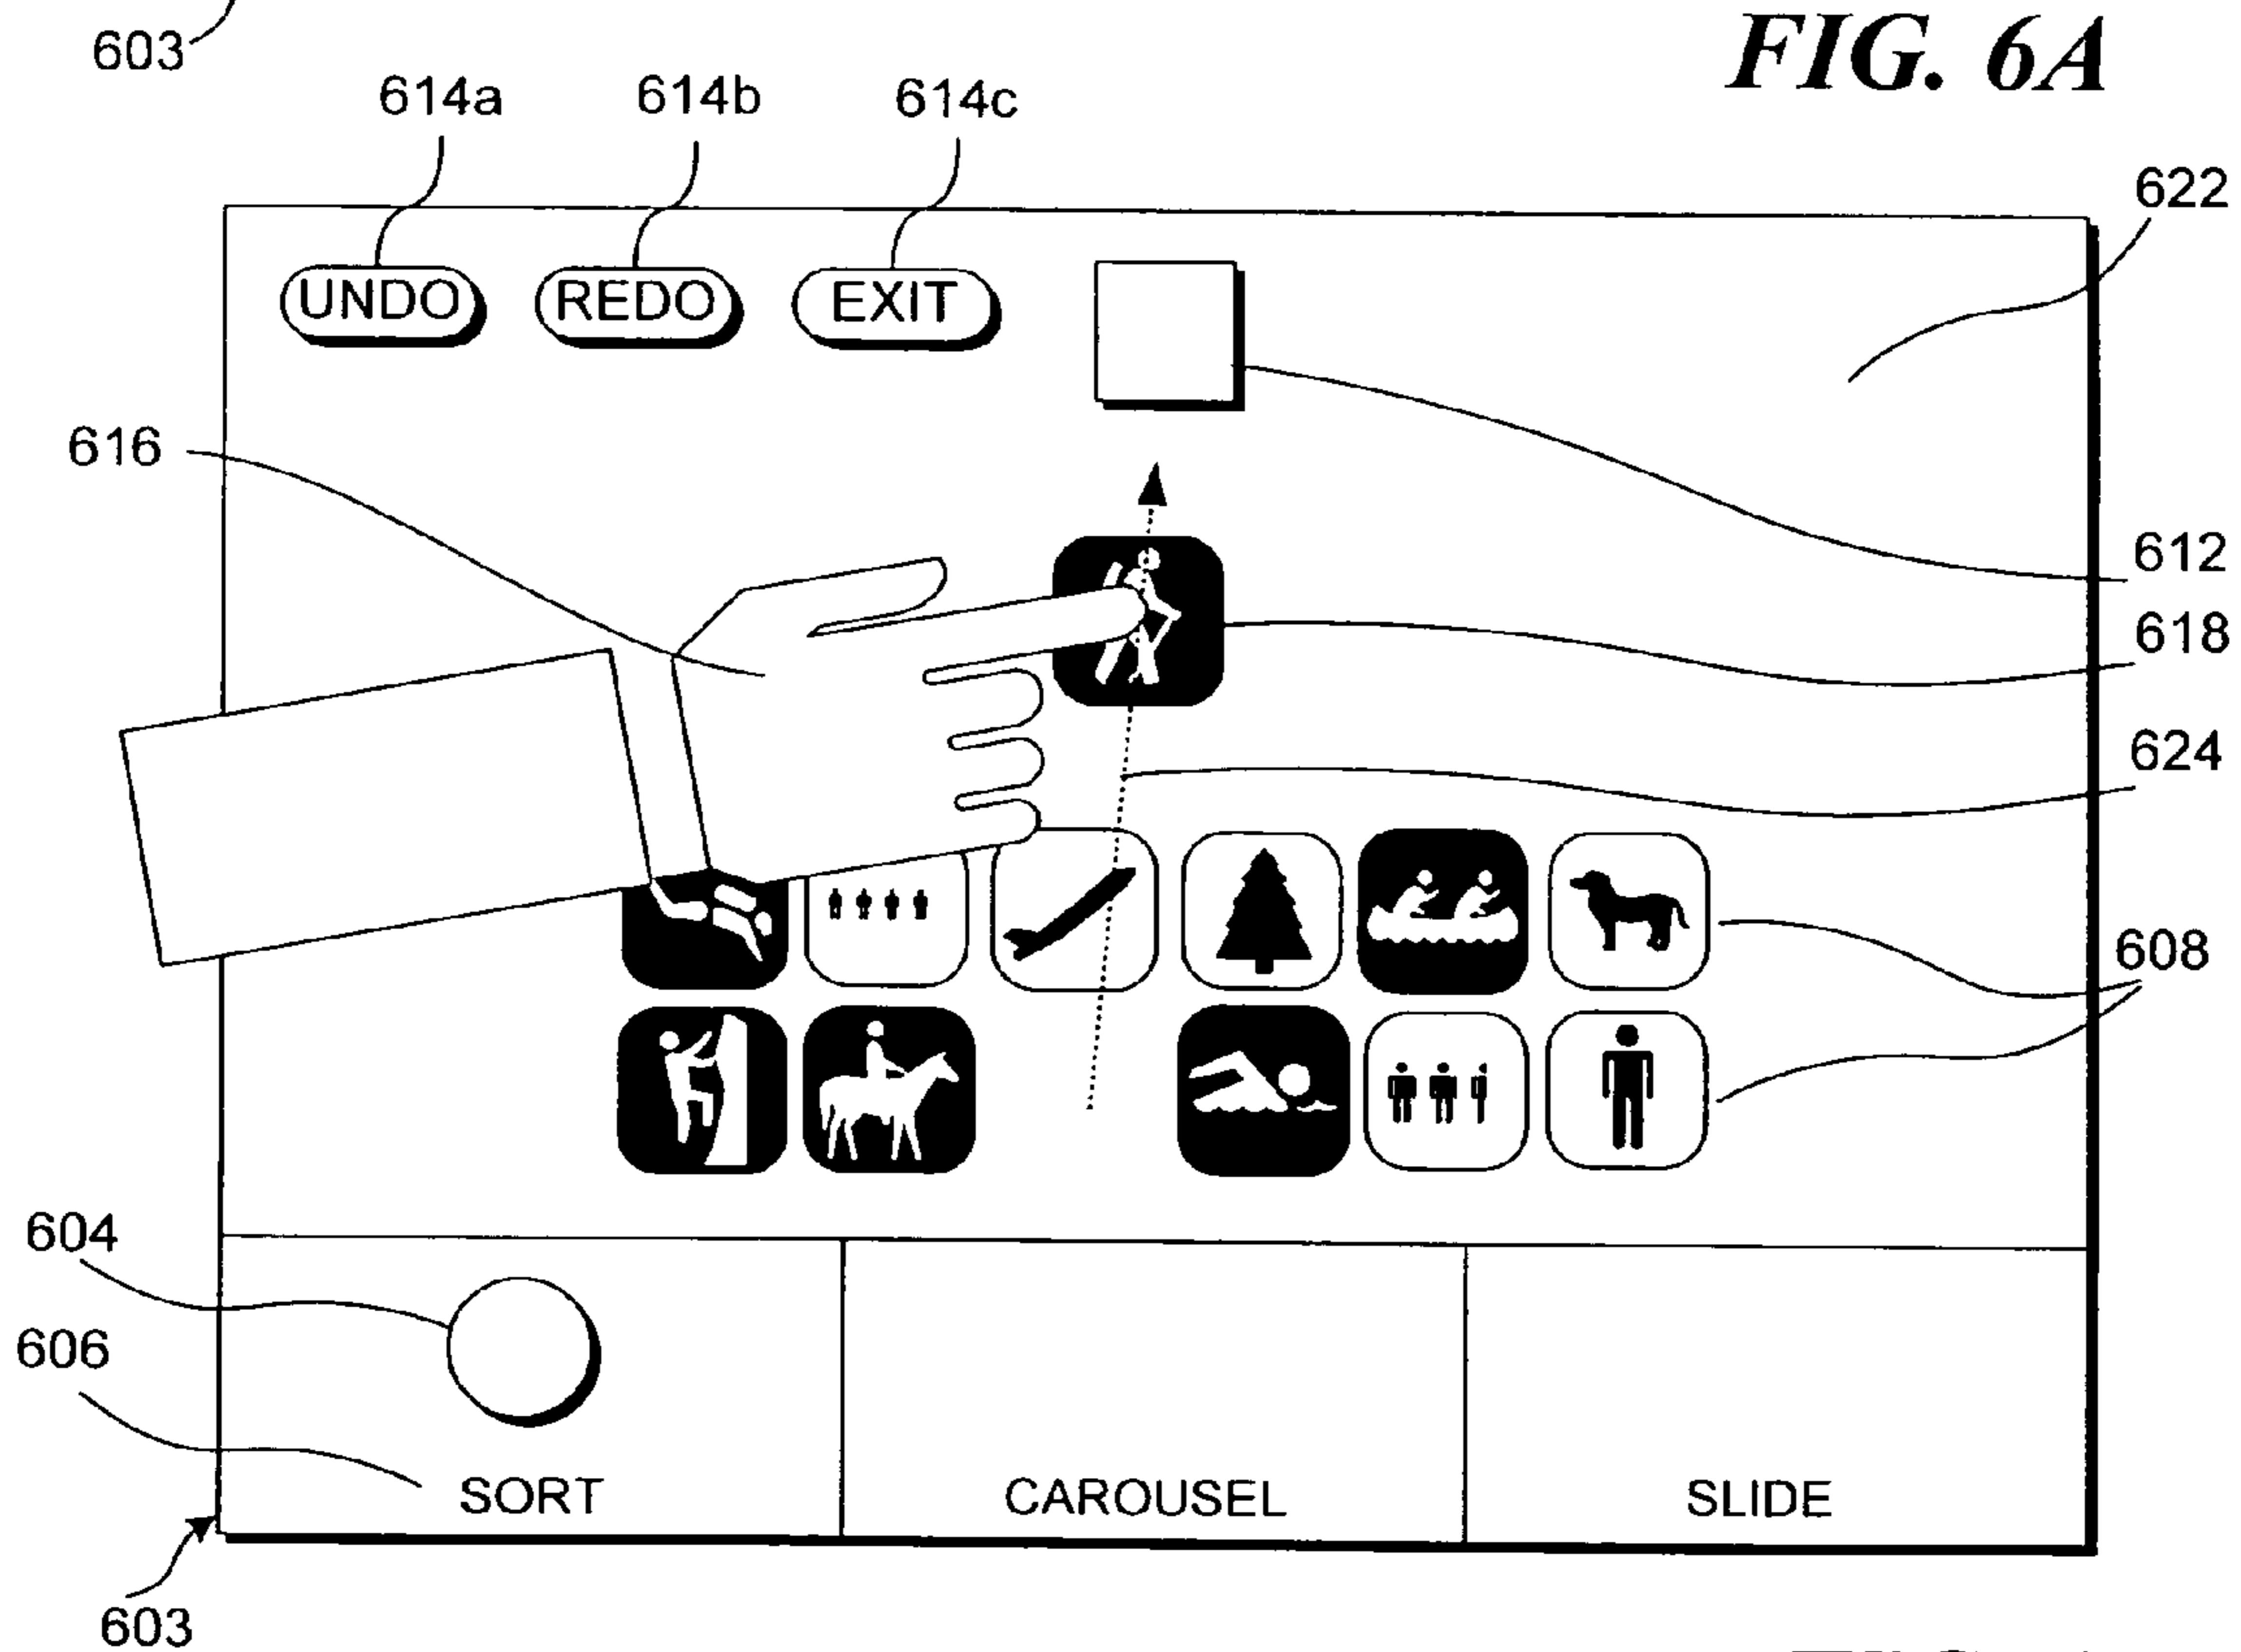 FIG. 6A
603
614a 614b 614c
622
UNDO REDO EXIT
616
612
618
624
608
604
606
SORT CAROUSEL SLIDE
603